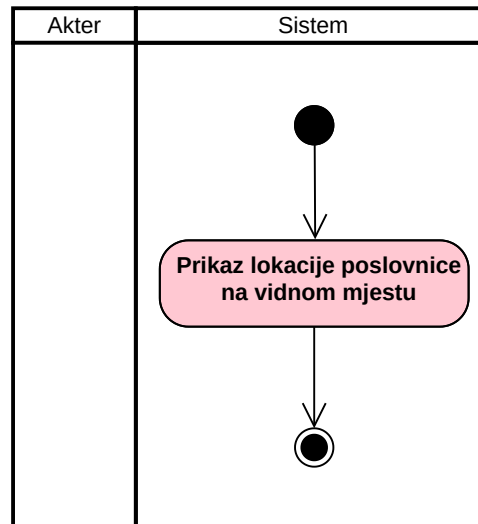 Akter
Sistem
Prikaz lokacije poslovnice
na vidnom mjestu